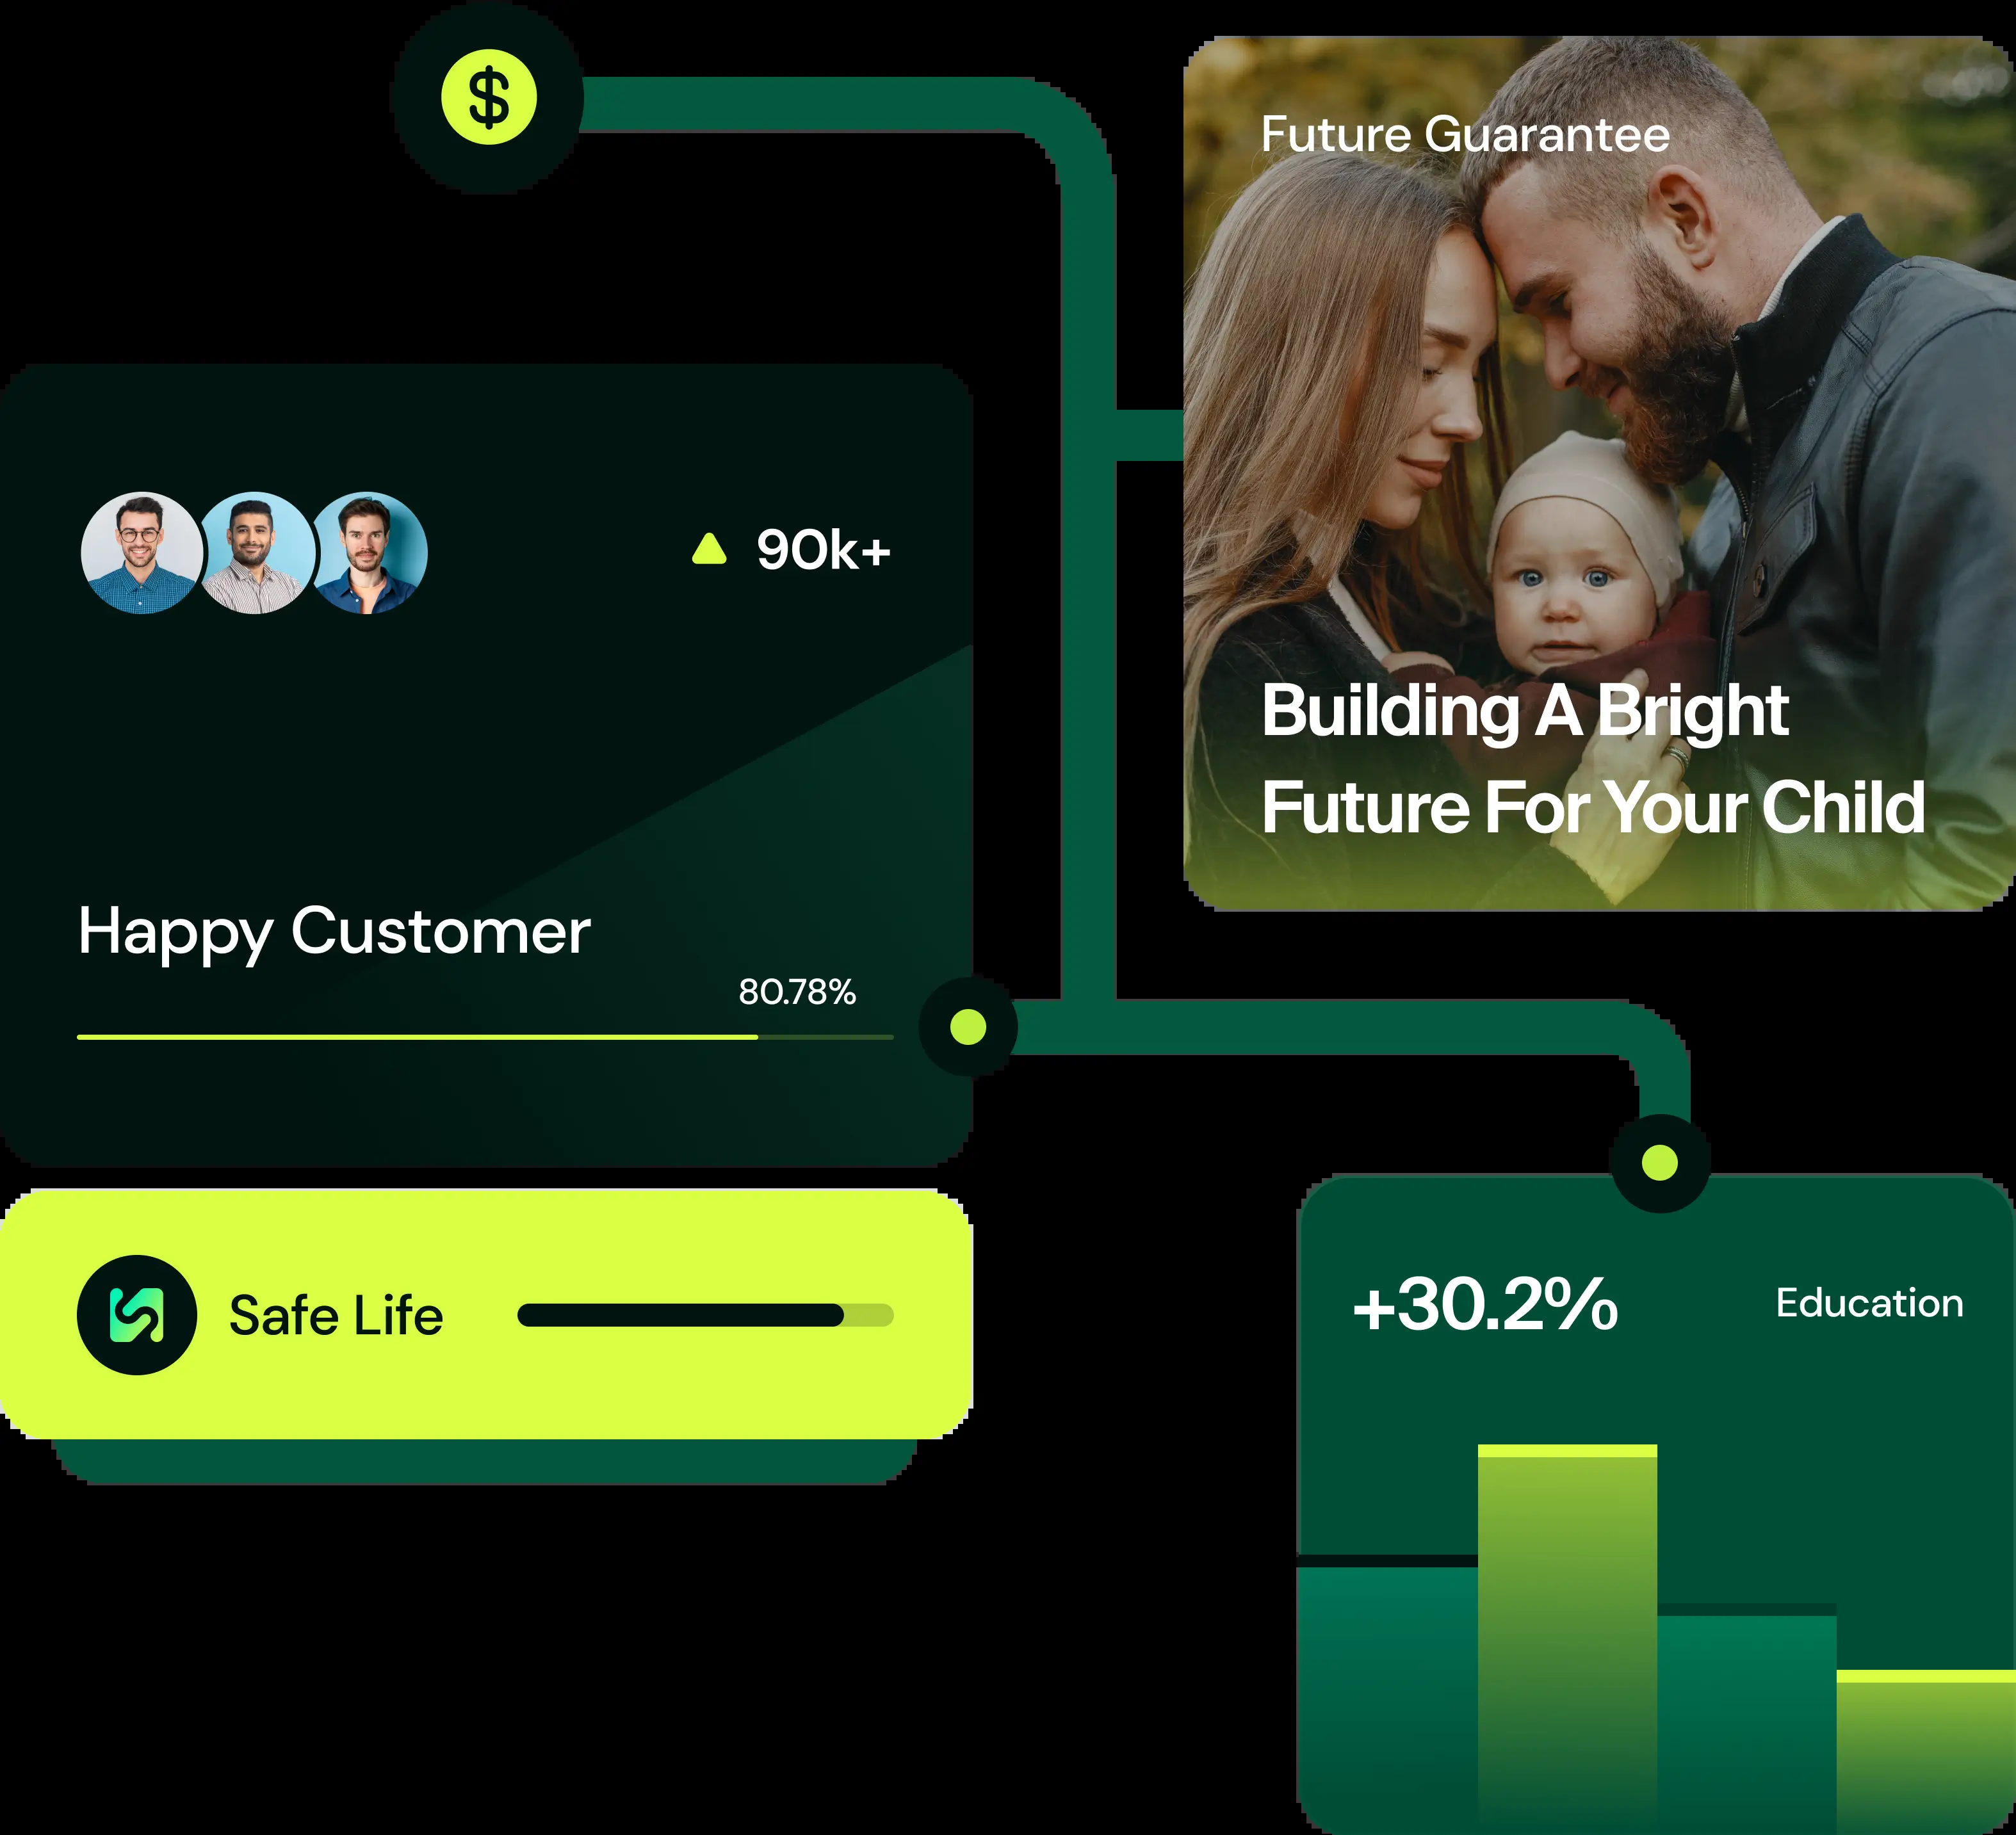 $
Future Guarantee
90k+
Building A Bright
Future For Your Child
Happy Customer
80.78%
Safe Life
+30.2%
Education